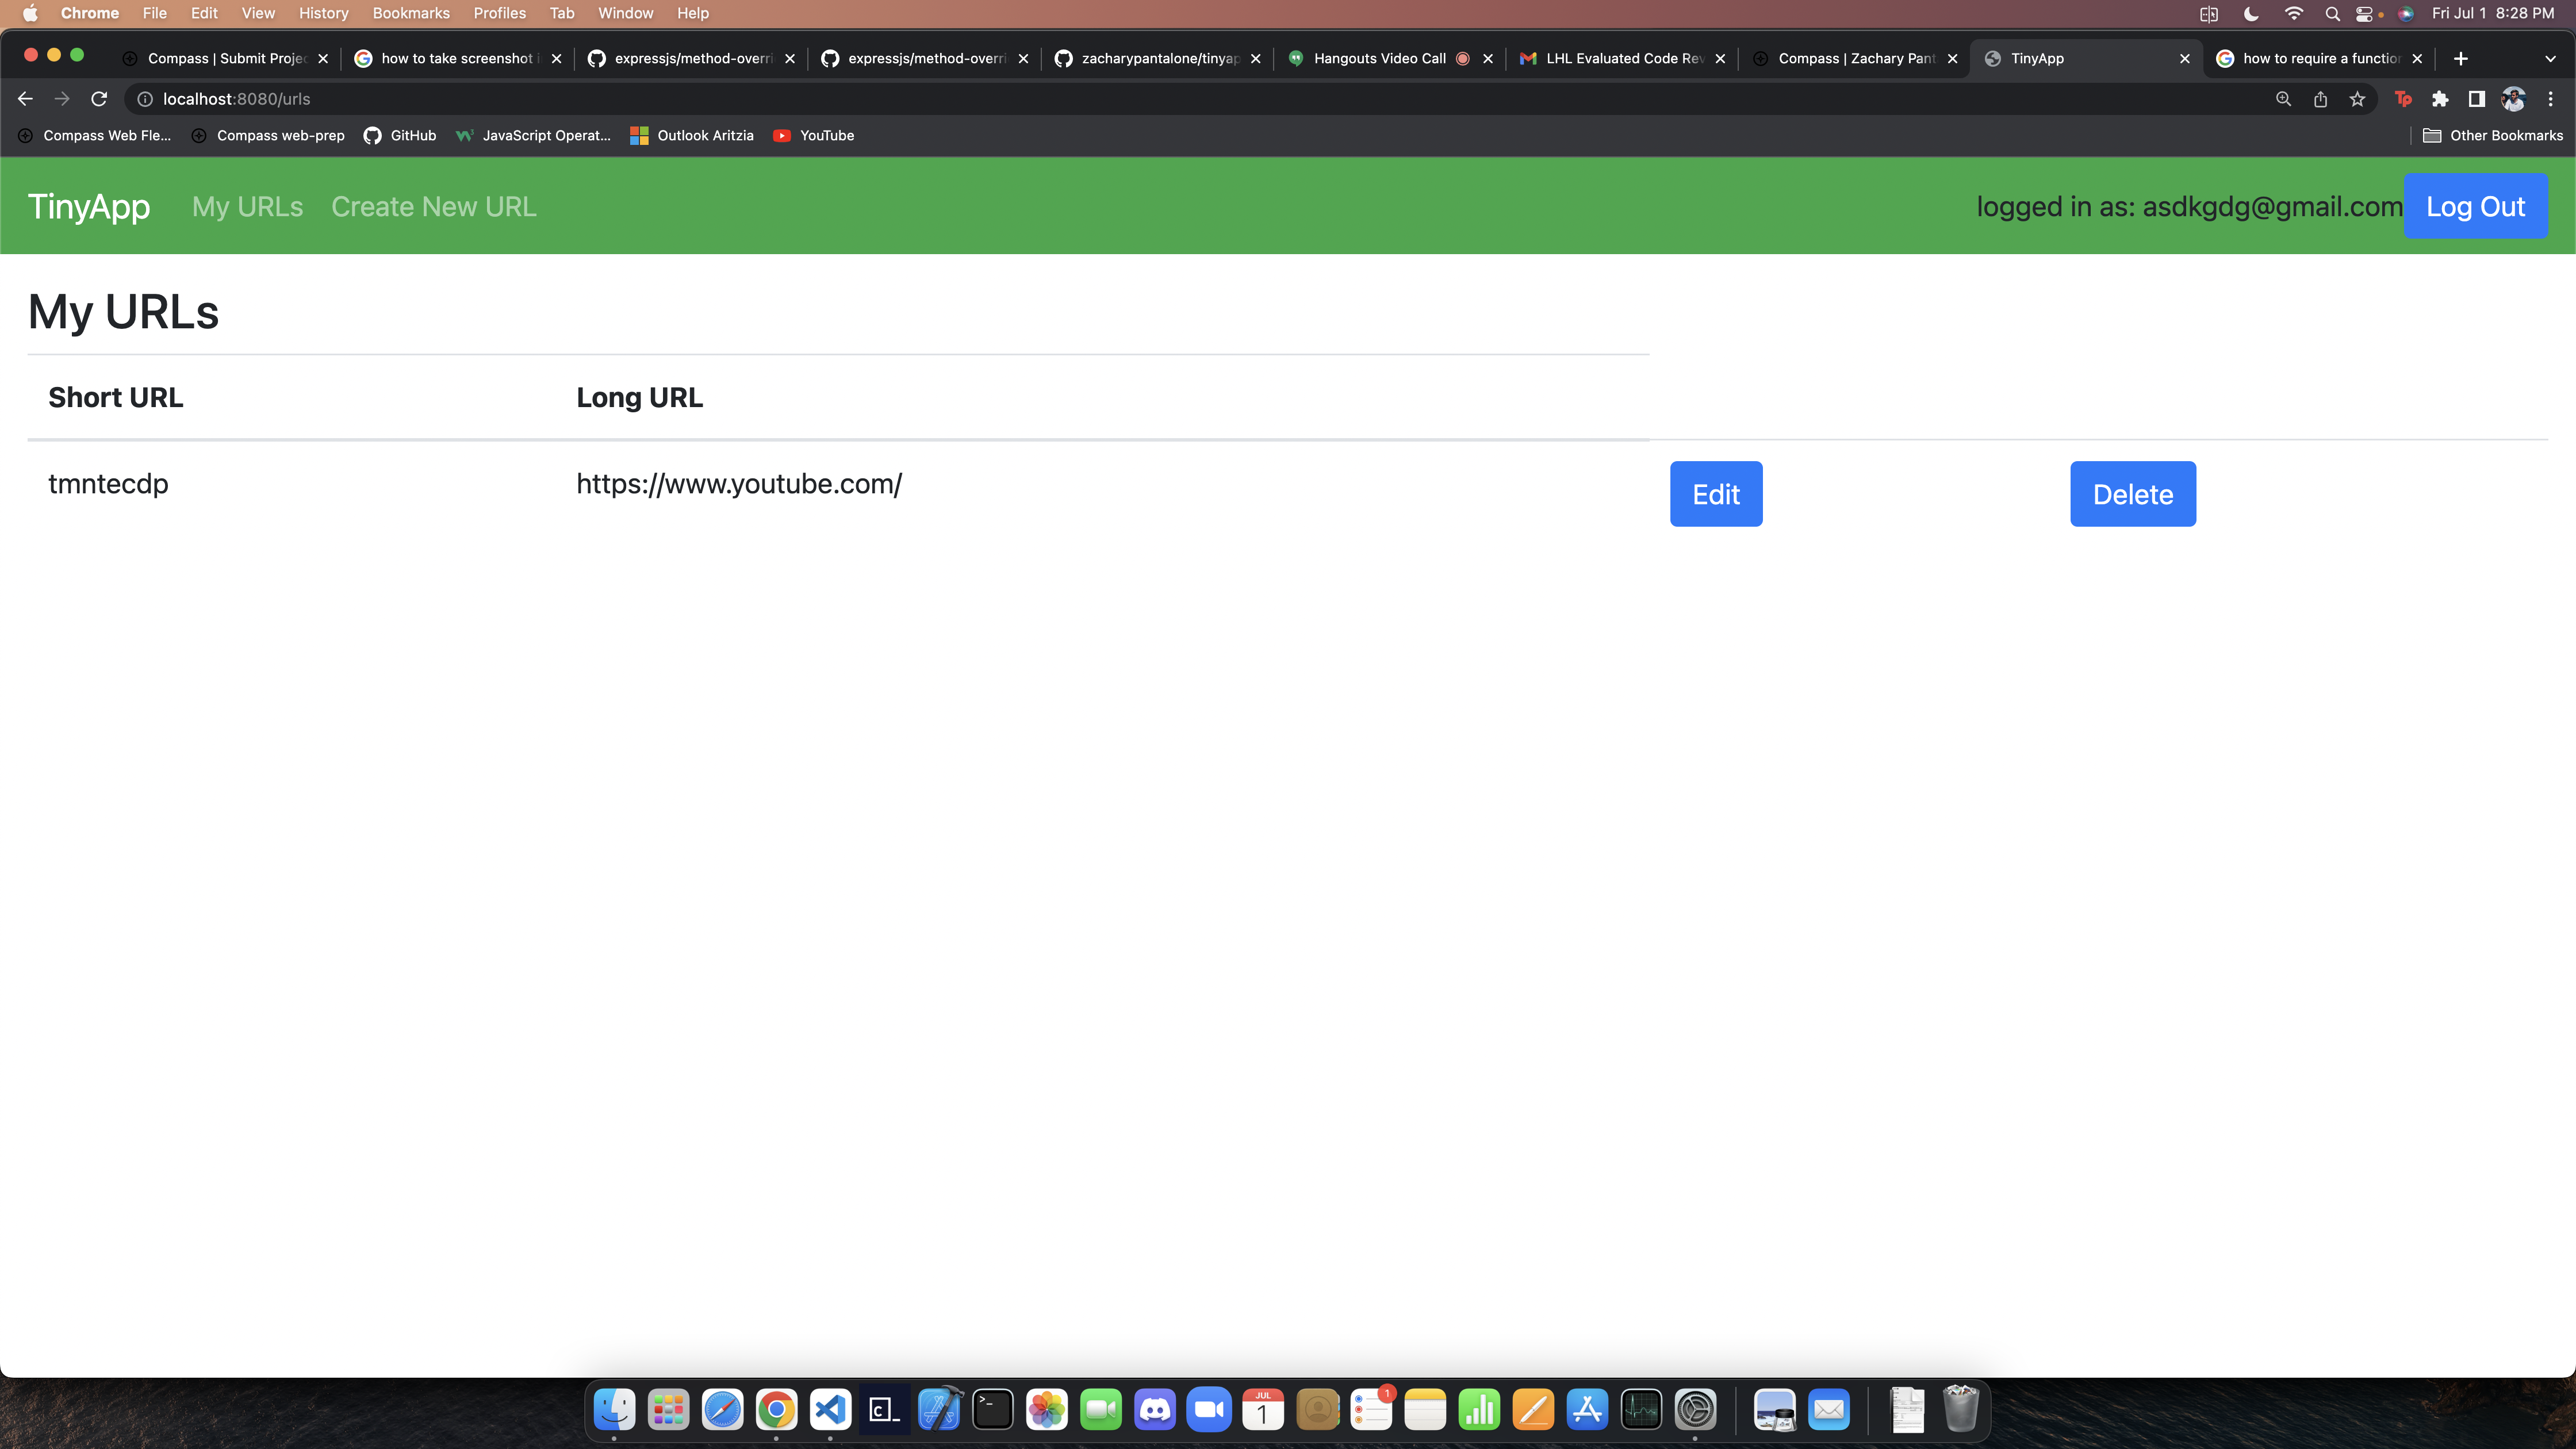 Chrome File Edit View History Bookmarks Profiles Tab Window Help Fri Jul 1 8:28 PM
Compass | Submit Projec how to take screenshot i expressjs/method-overri expressjs/method-overri zacharypantalone/tinyap Hangouts Video Call LHL Evaluated Code Rev Compass | Zachary Pant TinyApp how to require a function
localhost:8080/urls
Compass Web Fle... Compass web-prep GitHub JavaScript Operat... Outlook Aritzia YouTube Other Bookmarks
TinyApp My URLs Create New URL logged in as: asdkgdg@gmail.com Log Out
My URLs
Short URL Long URL
tmntecdp https://www.youtube.com/ Edit Delete
JUL
1
1